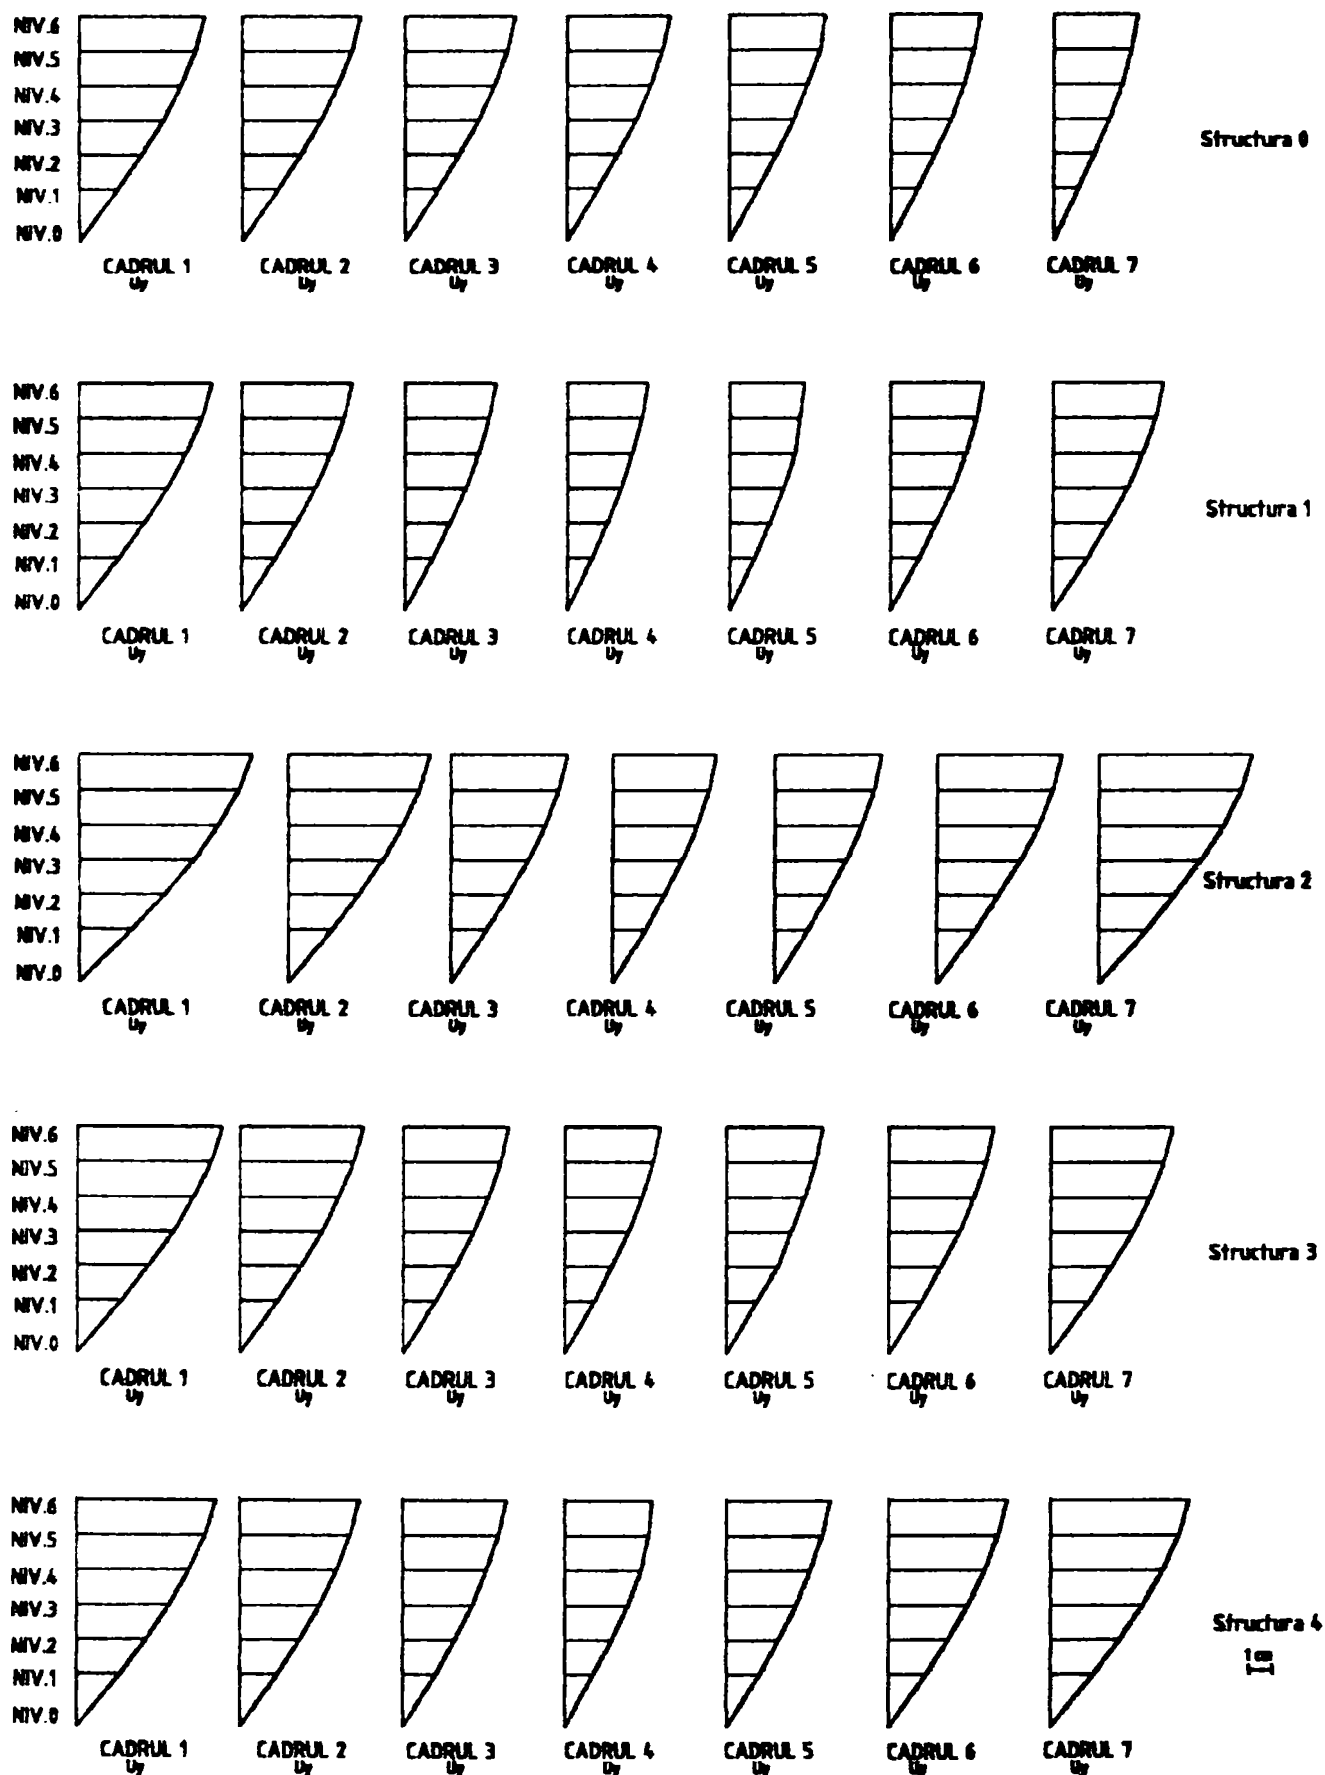 NIV.6
NIV.5
NIV.4
NIV.3
NIV.2
NIV.1
NIV.0
Structura 0
CADRUL 1 CADRUL 2 CADRUL 3 CADRUL 4 CADRUL 5 CADRUL 6 CADRUL 7
Uy Uy Uy Uy Uy Uy Uy
NIV.6
NIV.5
NIV.4
NIV.3
NIV.2
NIV.1
NIV.0
Structura 1
CADRUL 1 CADRUL 2 CADRUL 3 CADRUL 4 CADRUL 5 CADRUL 6 CADRUL 7
Uy Uy Uy Uy Uy Uy Uy
NIV.6
NIV.5
NIV.4
NIV.3
NIV.2
NIV.1
NIV.0
Structura 2
CADRUL 1 CADRUL 2 CADRUL 3 CADRUL 4 CADRUL 5 CADRUL 6 CADRUL 7
Uy Uy Uy Uy Uy Uy Uy
NIV.6
NIV.5
NIV.4
NIV.3
NIV.2
NIV.1
NIV.0
Structura 3
CADRUL 1 CADRUL 2 CADRUL 3 CADRUL 4 CADRUL 5 CADRUL 6 CADRUL 7
Uy Uy Uy Uy Uy Uy Uy
NIV.6
NIV.5
NIV.4
NIV.3
NIV.2
NIV.1
NIV.0
Structura 4
1 cm
CADRUL 1 CADRUL 2 CADRUL 3 CADRUL 4 CADRUL 5 CADRUL 6 CADRUL 7
Uy Uy Uy Uy Uy Uy Uy